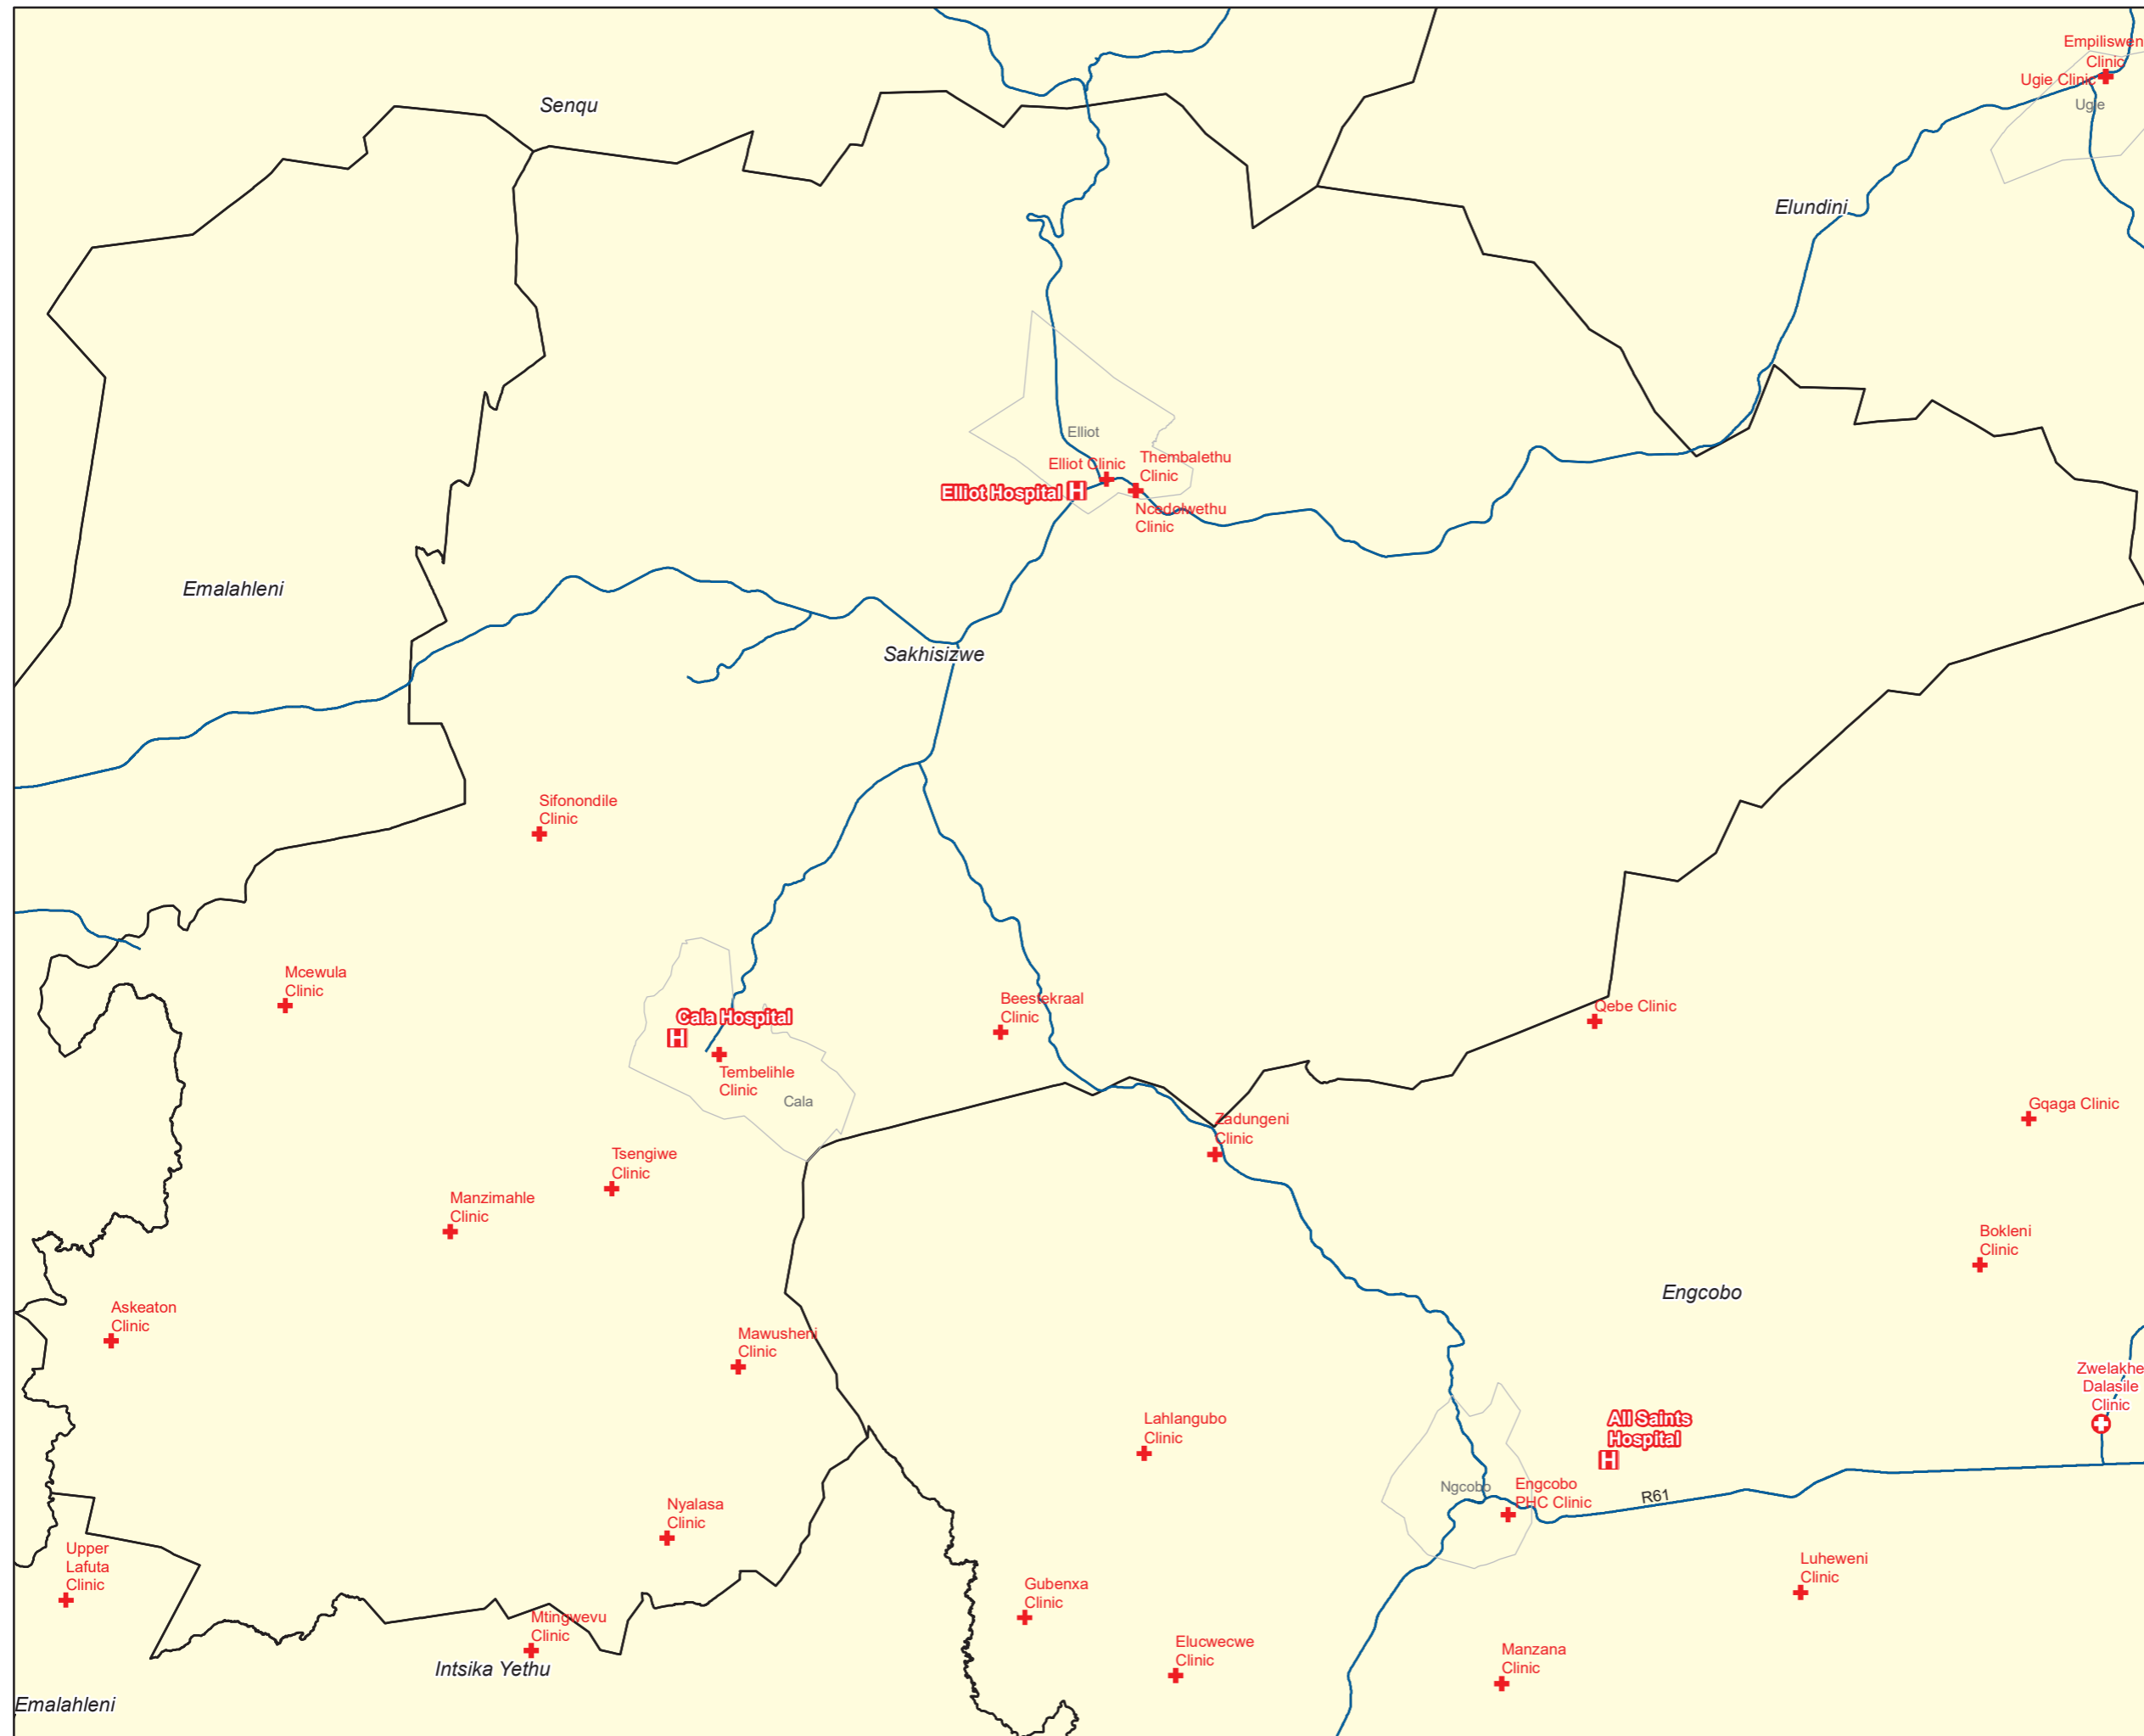 Empiliswen
Clinic
Ugie Clinic
Ugie
Senqu
Elundini
Elliot
Elliot Clinic
Thembalethu
Clinic
Elliot Hospital
H
Ncedolwethu
Clinic
Emalahleni
Sakhisizwe
Sifonondile
Clinic
Mcewula
Clinic
Cala Hospital
H
Tembelihle
Clinic
Cala
Beestekraal
Clinic
Qebe Clinic
Zadungeni
Clinic
Gqaga Clinic
Tsengiwe
Clinic
Manzimahle
Clinic
Bokleni
Clinic
Engcobo
Askeaton
Clinic
Mawusheni
Clinic
Zwelakhe
Dalasile
Clinic
Lahlangubo
Clinic
All Saints
Hospital
H
Ngcobo
Engcobo
PHC Clinic
R61
Nyalasa
Clinic
Upper
Lafuta
Clinic
Luheweni
Clinic
Gubenxa
Clinic
Mtingwevu
Clinic
Intsika Yethu
Elucwecwe
Clinic
Manzana
Clinic
Emalahleni